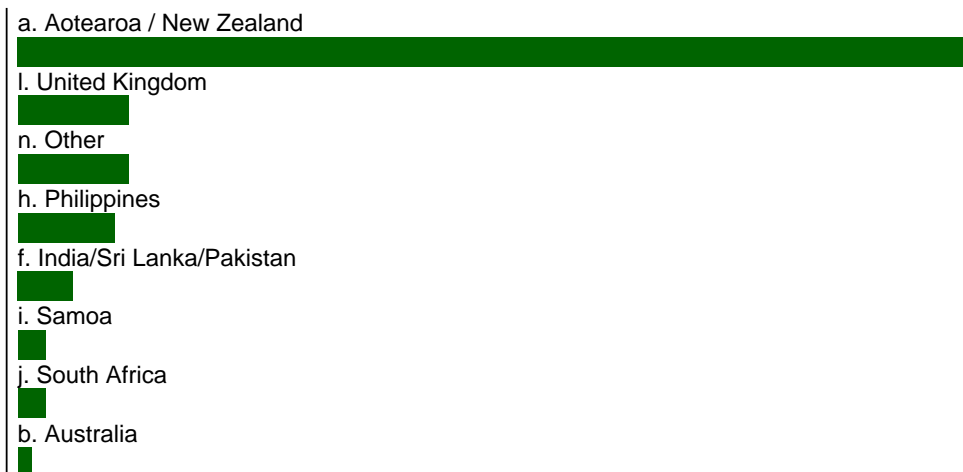 a. Aotearoa / New Zealand
l. United Kingdom
n. Other
h. Philippines
f. India/Sri Lanka/Pakistan
i. Samoa
j. South Africa
b. Australia